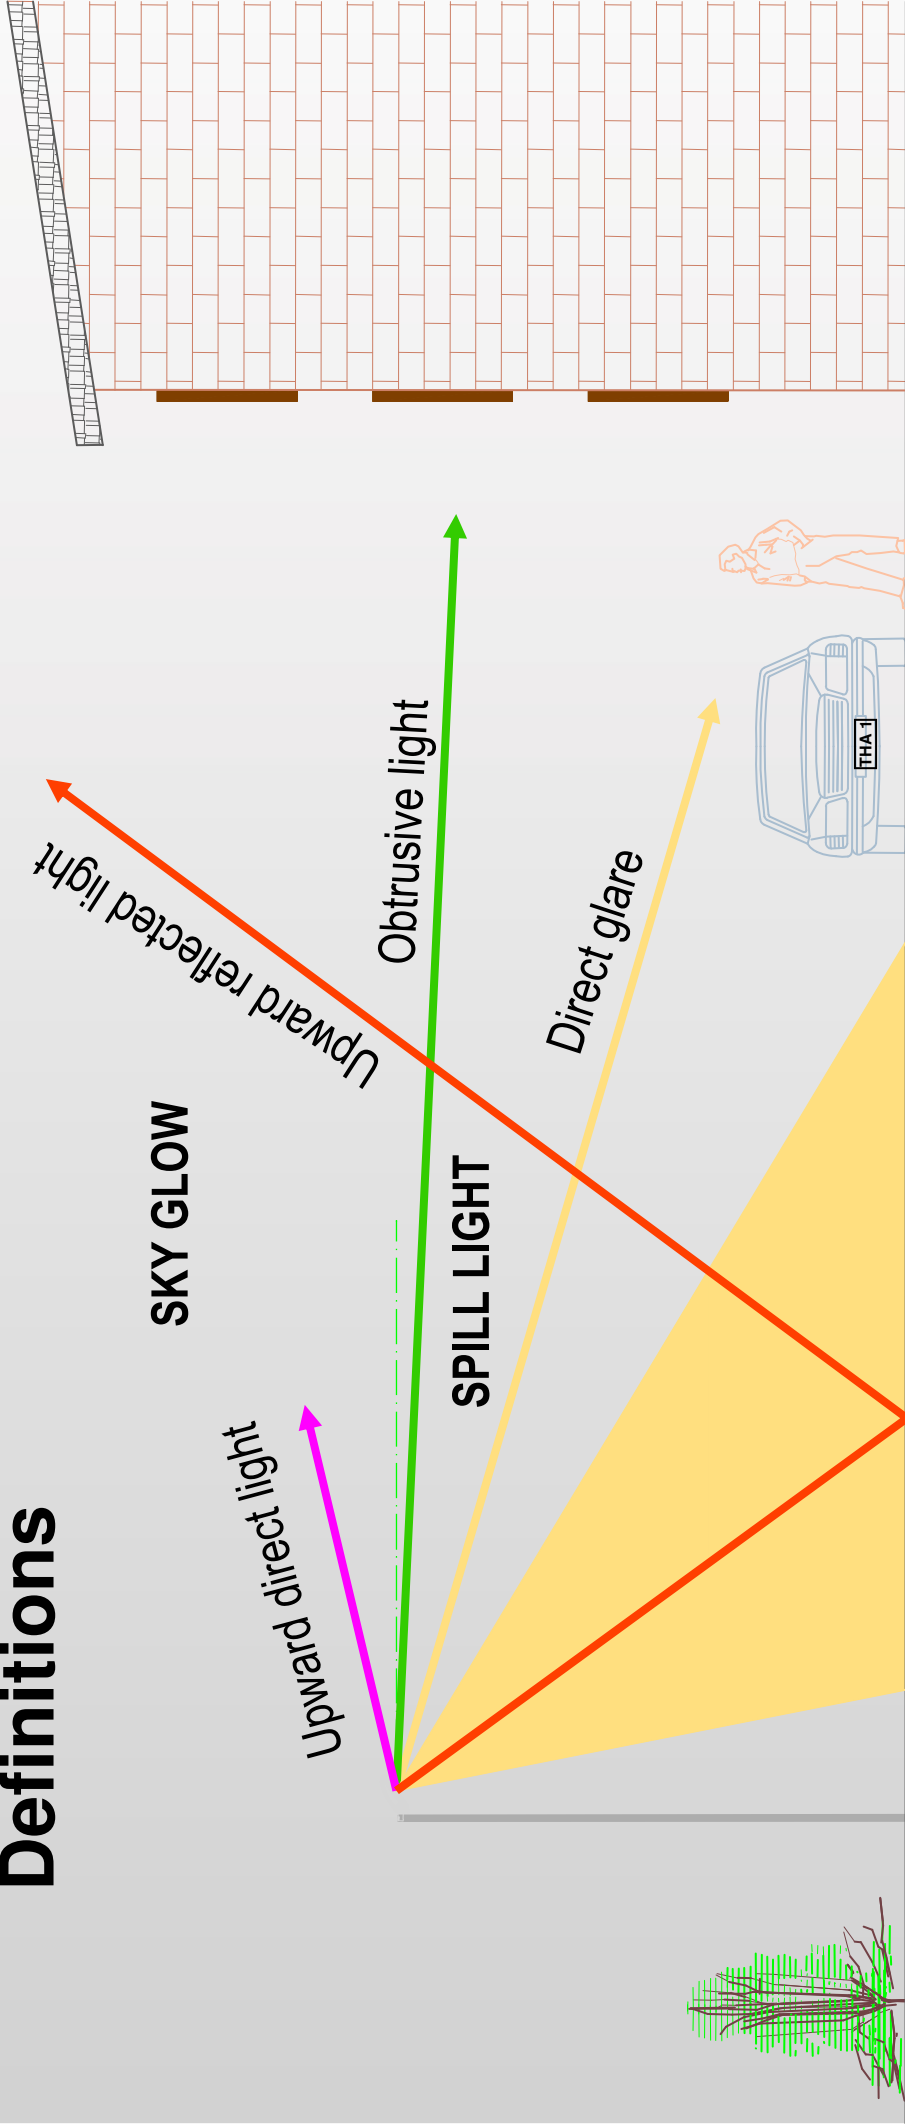 Definitions
SKY GLOW
Upward direct light
Upward reflected light
Obtrusive light
SPILL LIGHT
Direct glare
THA 1